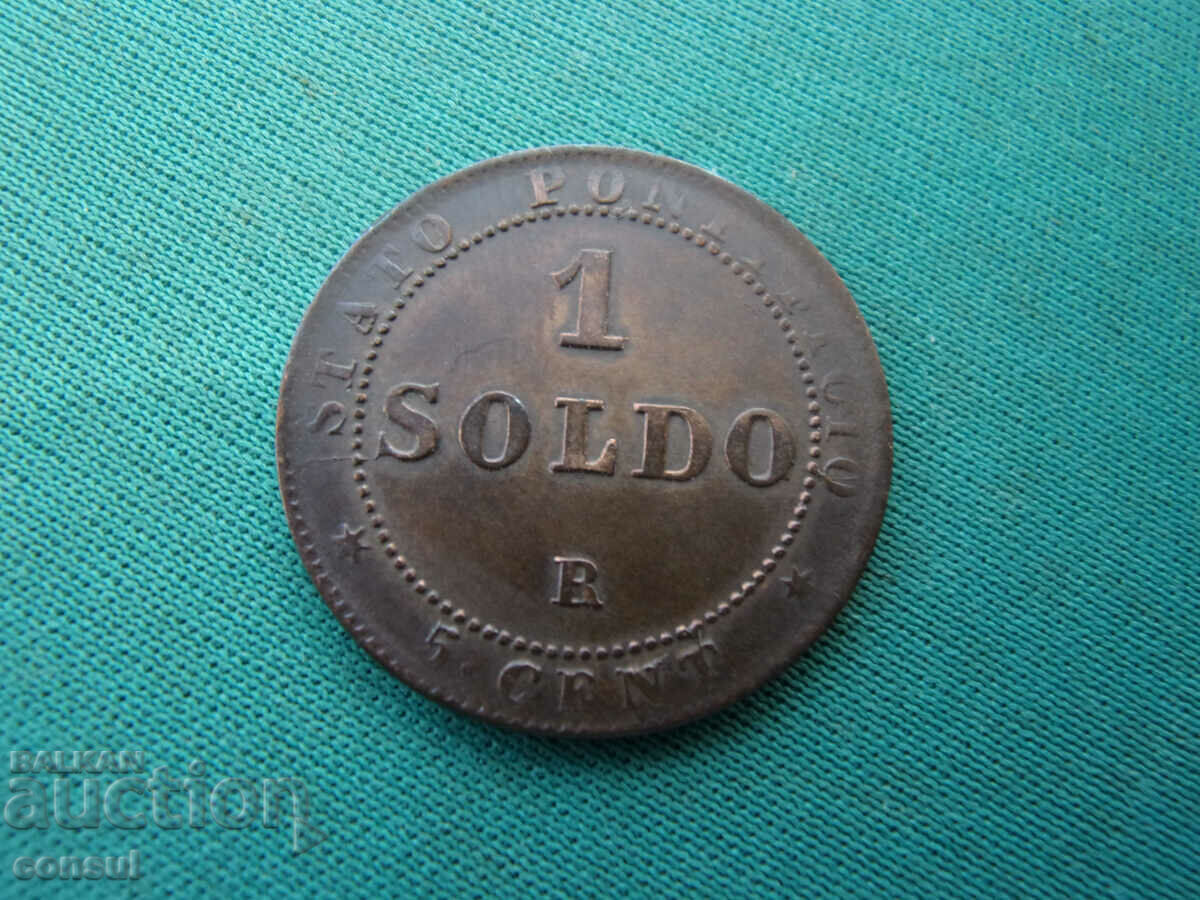 STATO PONTIFICIO
1
SOLDO
R
5 CENT
BALKAN
auction
consul